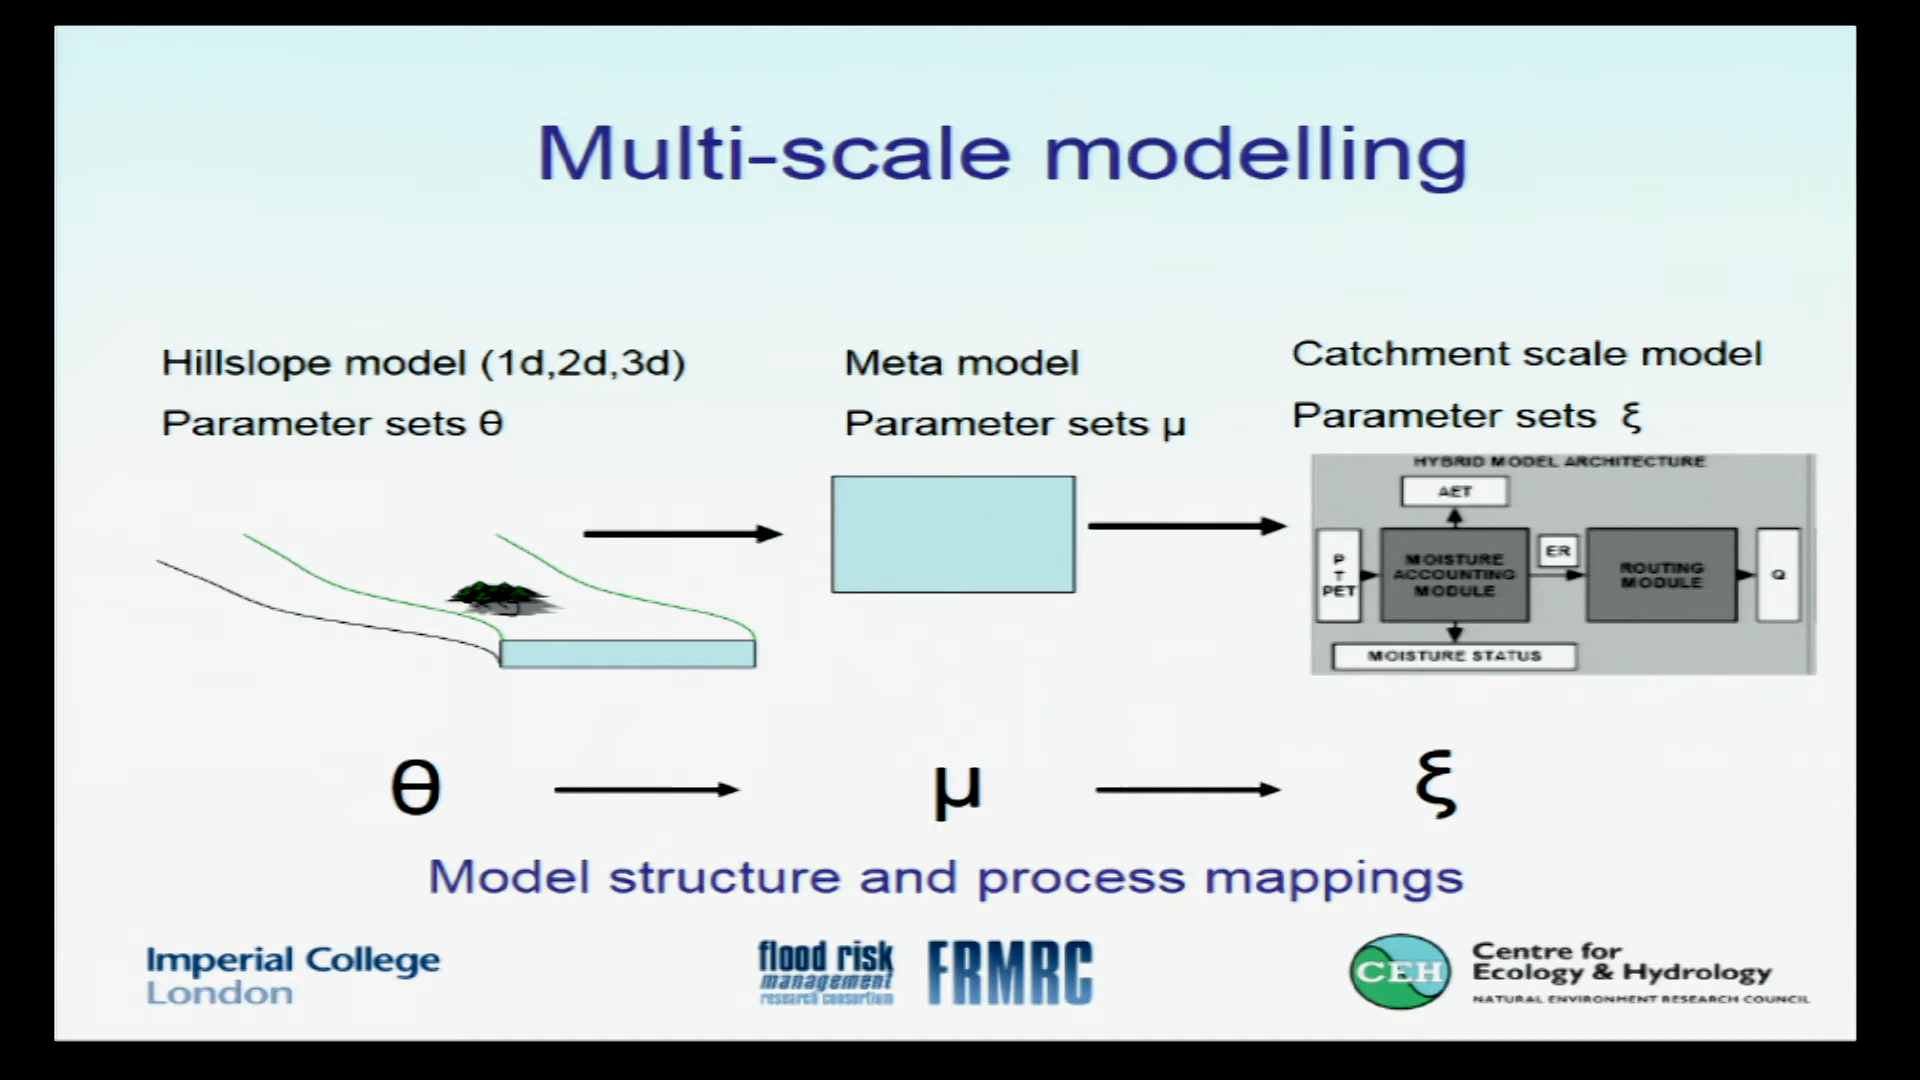 Multi-scale modelling
Hillslope model (1d,2d,3d)
Parameter sets θ
Meta model
Parameter sets μ
Catchment scale model
Parameter sets ξ
HYBRID MODEL ARCHITECTURE
AET
P
T
PET
MOISTURE
ACCOUNTING
MODULE
ER
ROUTING
MODULE
Q
MOISTURE STATUS
θ
μ
ξ
Model structure and process mappings
Imperial College
London
flood risk
management
research consortium
FRMRC
CEH
Centre for
Ecology & Hydrology
NATURAL ENVIRONMENT RESEARCH COUNCIL